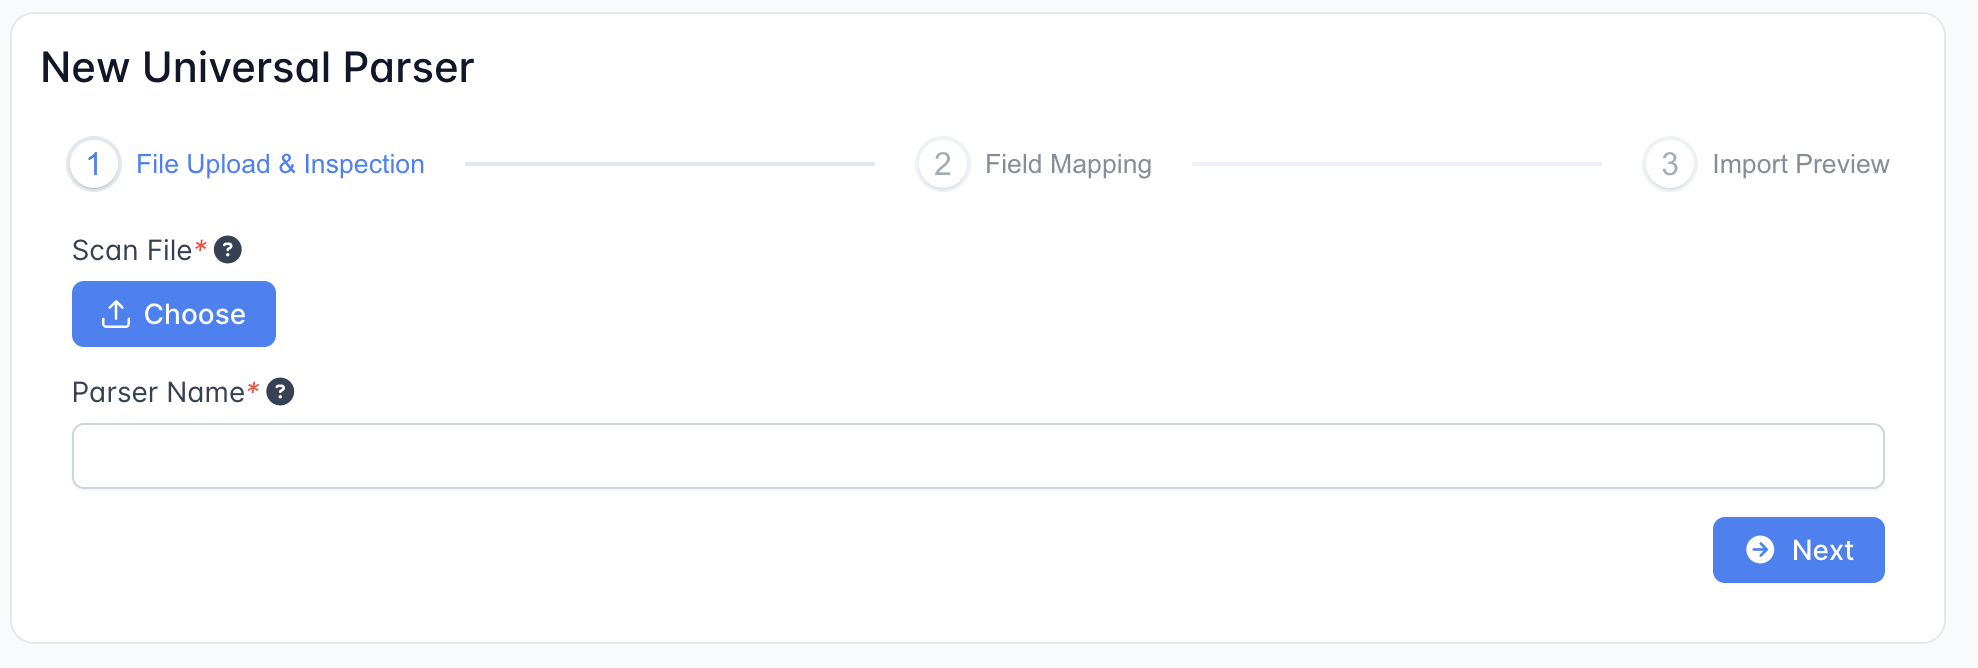 New Universal Parser
1 File Upload & Inspection 2 Field Mapping 3 Import Preview
Scan File* ?
Choose
Parser Name* ?
Next